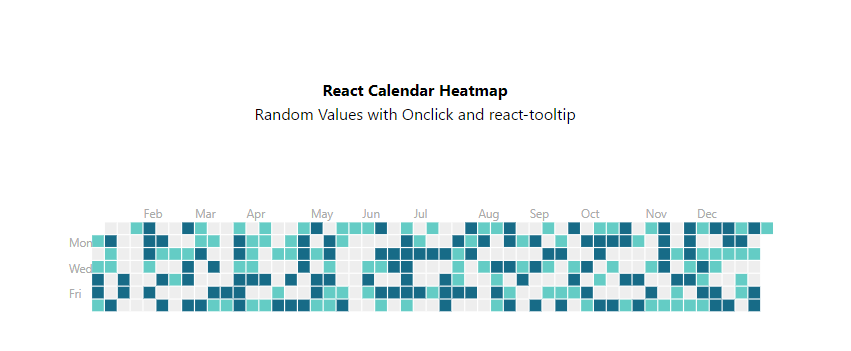 React Calendar Heatmap
Random Values with Onclick and react-tooltip
Feb Mar Apr May Jun Jul Aug Sep Oct Nov Dec
Mon
Wed
Fri